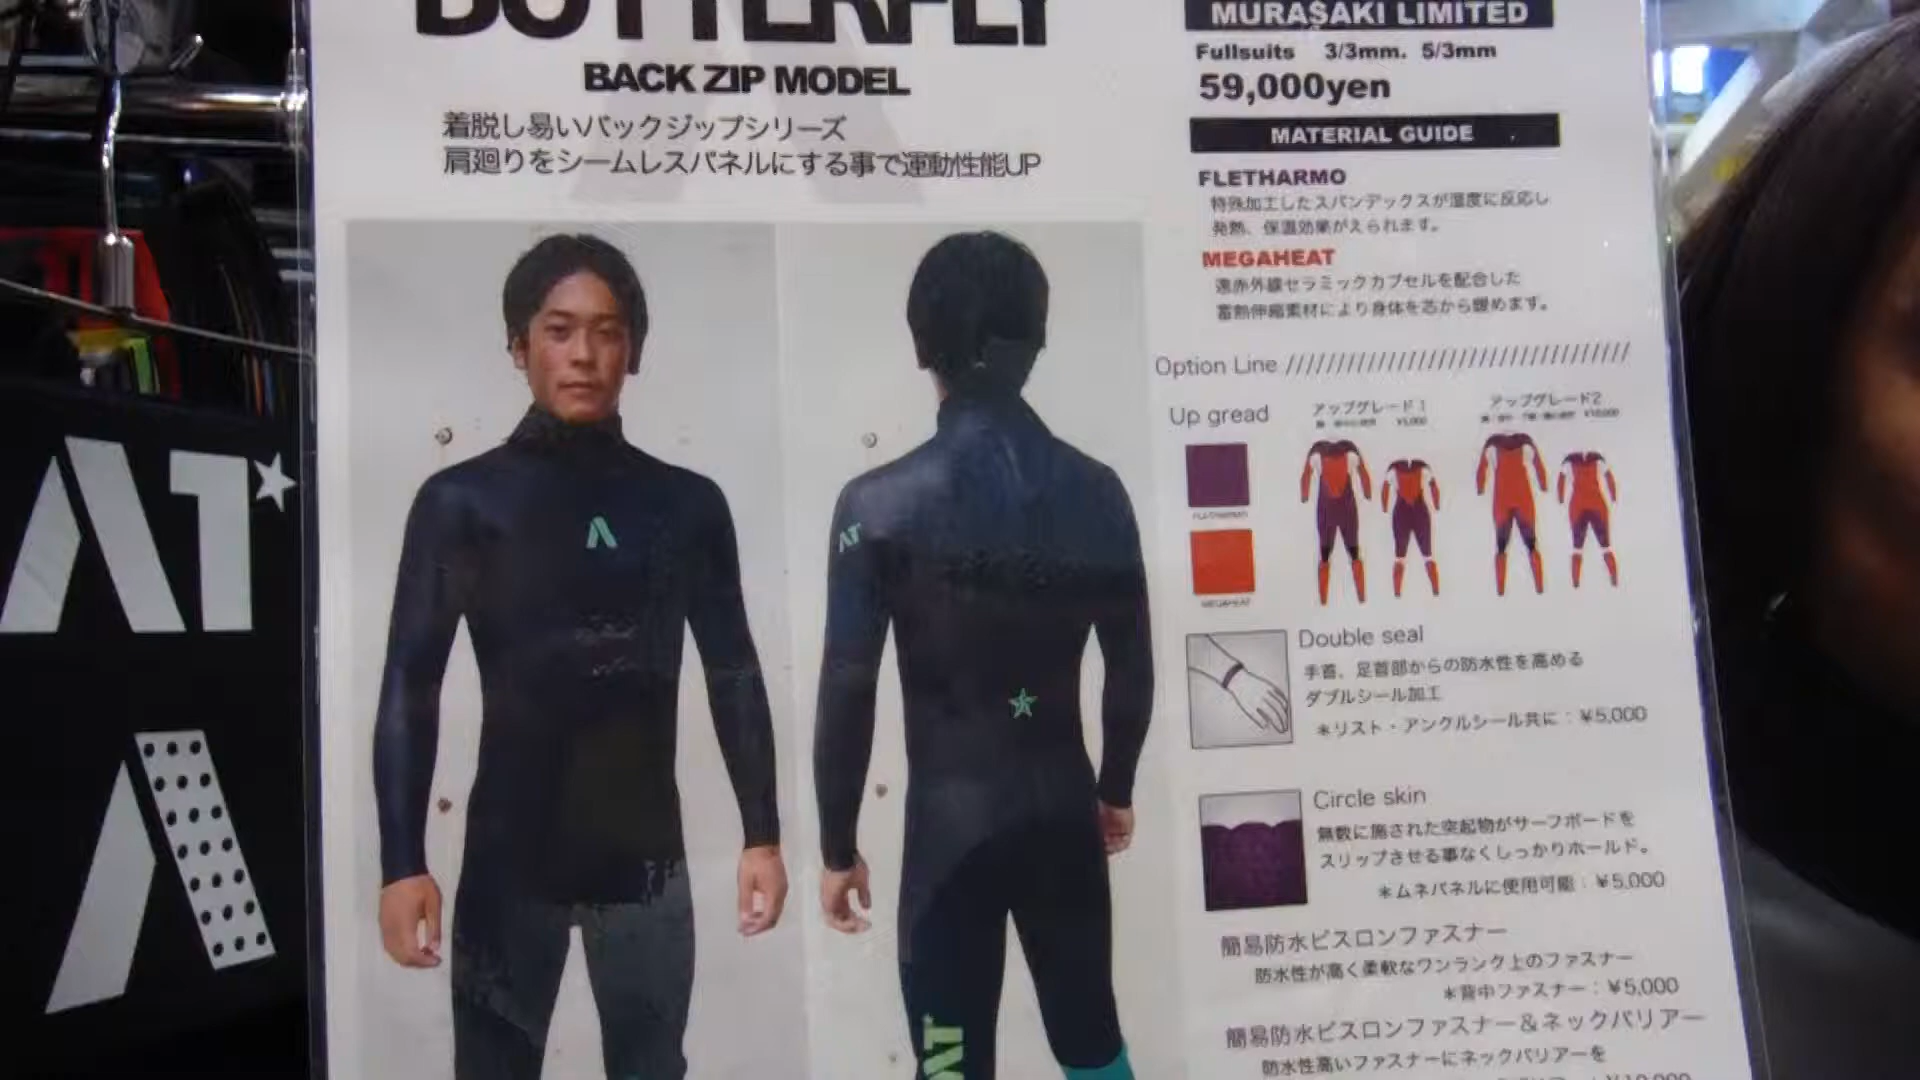 BUTTERFLY
BACK ZIP MODEL
着脱し易いバックジップシリーズ
肩廻りをシームレスパネルにする事で運動性能UP
MURASAKI LIMITED
Fullsuits 3/3mm. 5/3mm
59,000yen
MATERIAL GUIDE
FLETHARMO
特殊加工したスパンデックスが湿度に反応し
発熱、保温効果がえられます。
MEGAHEAT
遠赤外線セラミックカプセルを配合した
蓄熱伸縮素材により身体を芯から暖めます。
Option Line ///////////////////////////////////
Up gread
アップグレード1
¥5,000
アップグレード2
¥10,000
MEGAHEAT
Double seal
手首、足首部からの防水性を高める
ダブルシール加工
*リスト・アンクルシール共に：¥5,000
Circle skin
無数に施された突起物がサーフボードを
スリップさせる事なくしっかりホールド。
*ムネパネルに使用可能：¥5,000
簡易防水ビスロンファスナー
防水性が高く柔軟なワンランク上のファスナー
*背中ファスナー：¥5,000
簡易防水ビスロンファスナー&ネックバリアー
防水性高いファスナーにネックバリアーを
AT
A
AT
AT